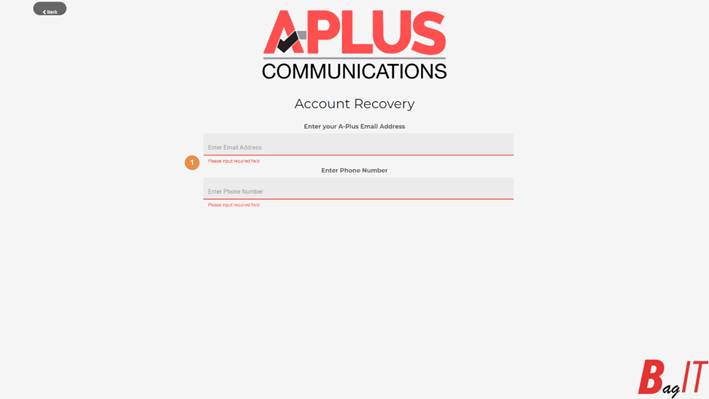 Back
A-PLUS
COMMUNICATIONS
Account Recovery
Enter your A-Plus Email Address
Enter Email Address
1
Please input required field
Enter Phone Number
Enter Phone Number
Please input required field
BagIT